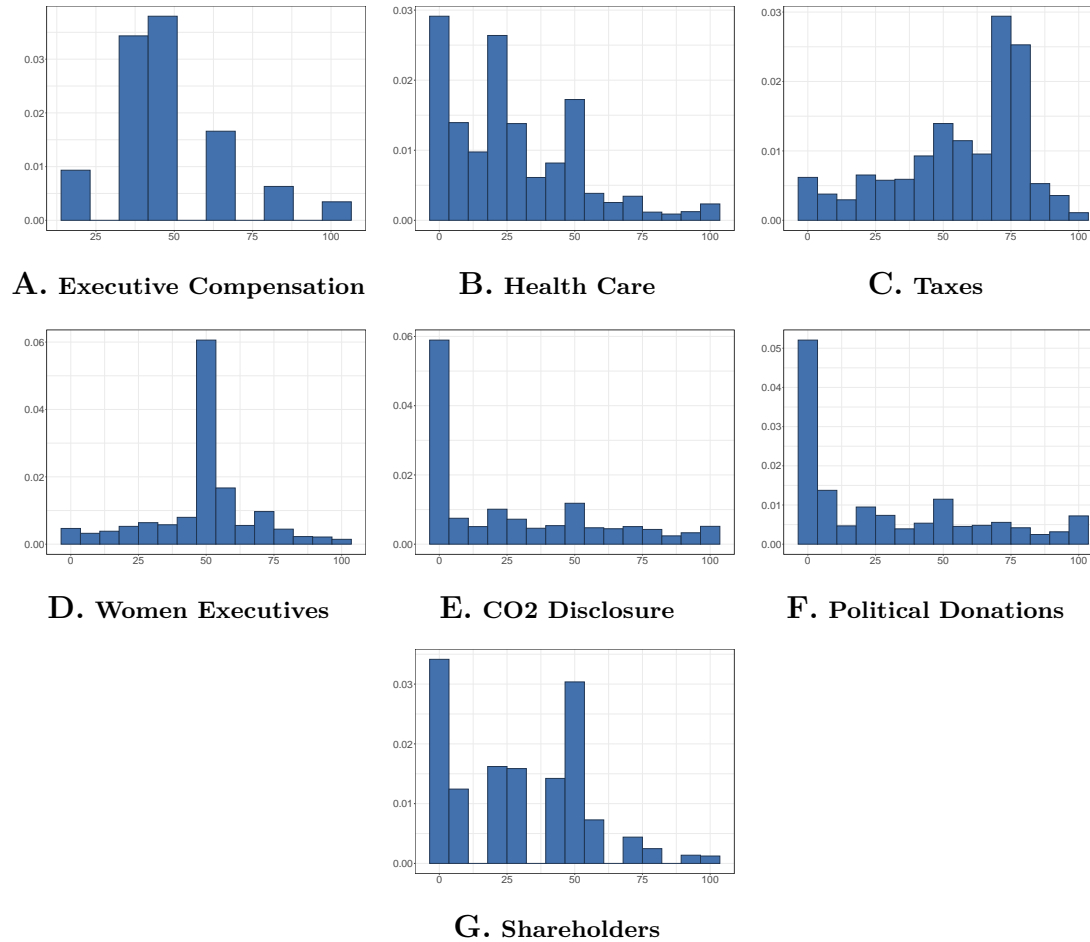 0.03
0.02
0.01
0.00
25 50 75 100
A. Executive Compensation
0.03
0.02
0.01
0.00
0 25 50 75 100
B. Health Care
0.03
0.02
0.01
0.00
0 25 50 75 100
C. Taxes
0.06
0.04
0.02
0.00
0 25 50 75 100
D. Women Executives
0.06
0.04
0.02
0.00
0 25 50 75 100
E. CO2 Disclosure
0.05
0.04
0.03
0.02
0.01
0.00
0 25 50 75 100
F. Political Donations
0.03
0.02
0.01
0.00
0 25 50 75 100
G. Shareholders